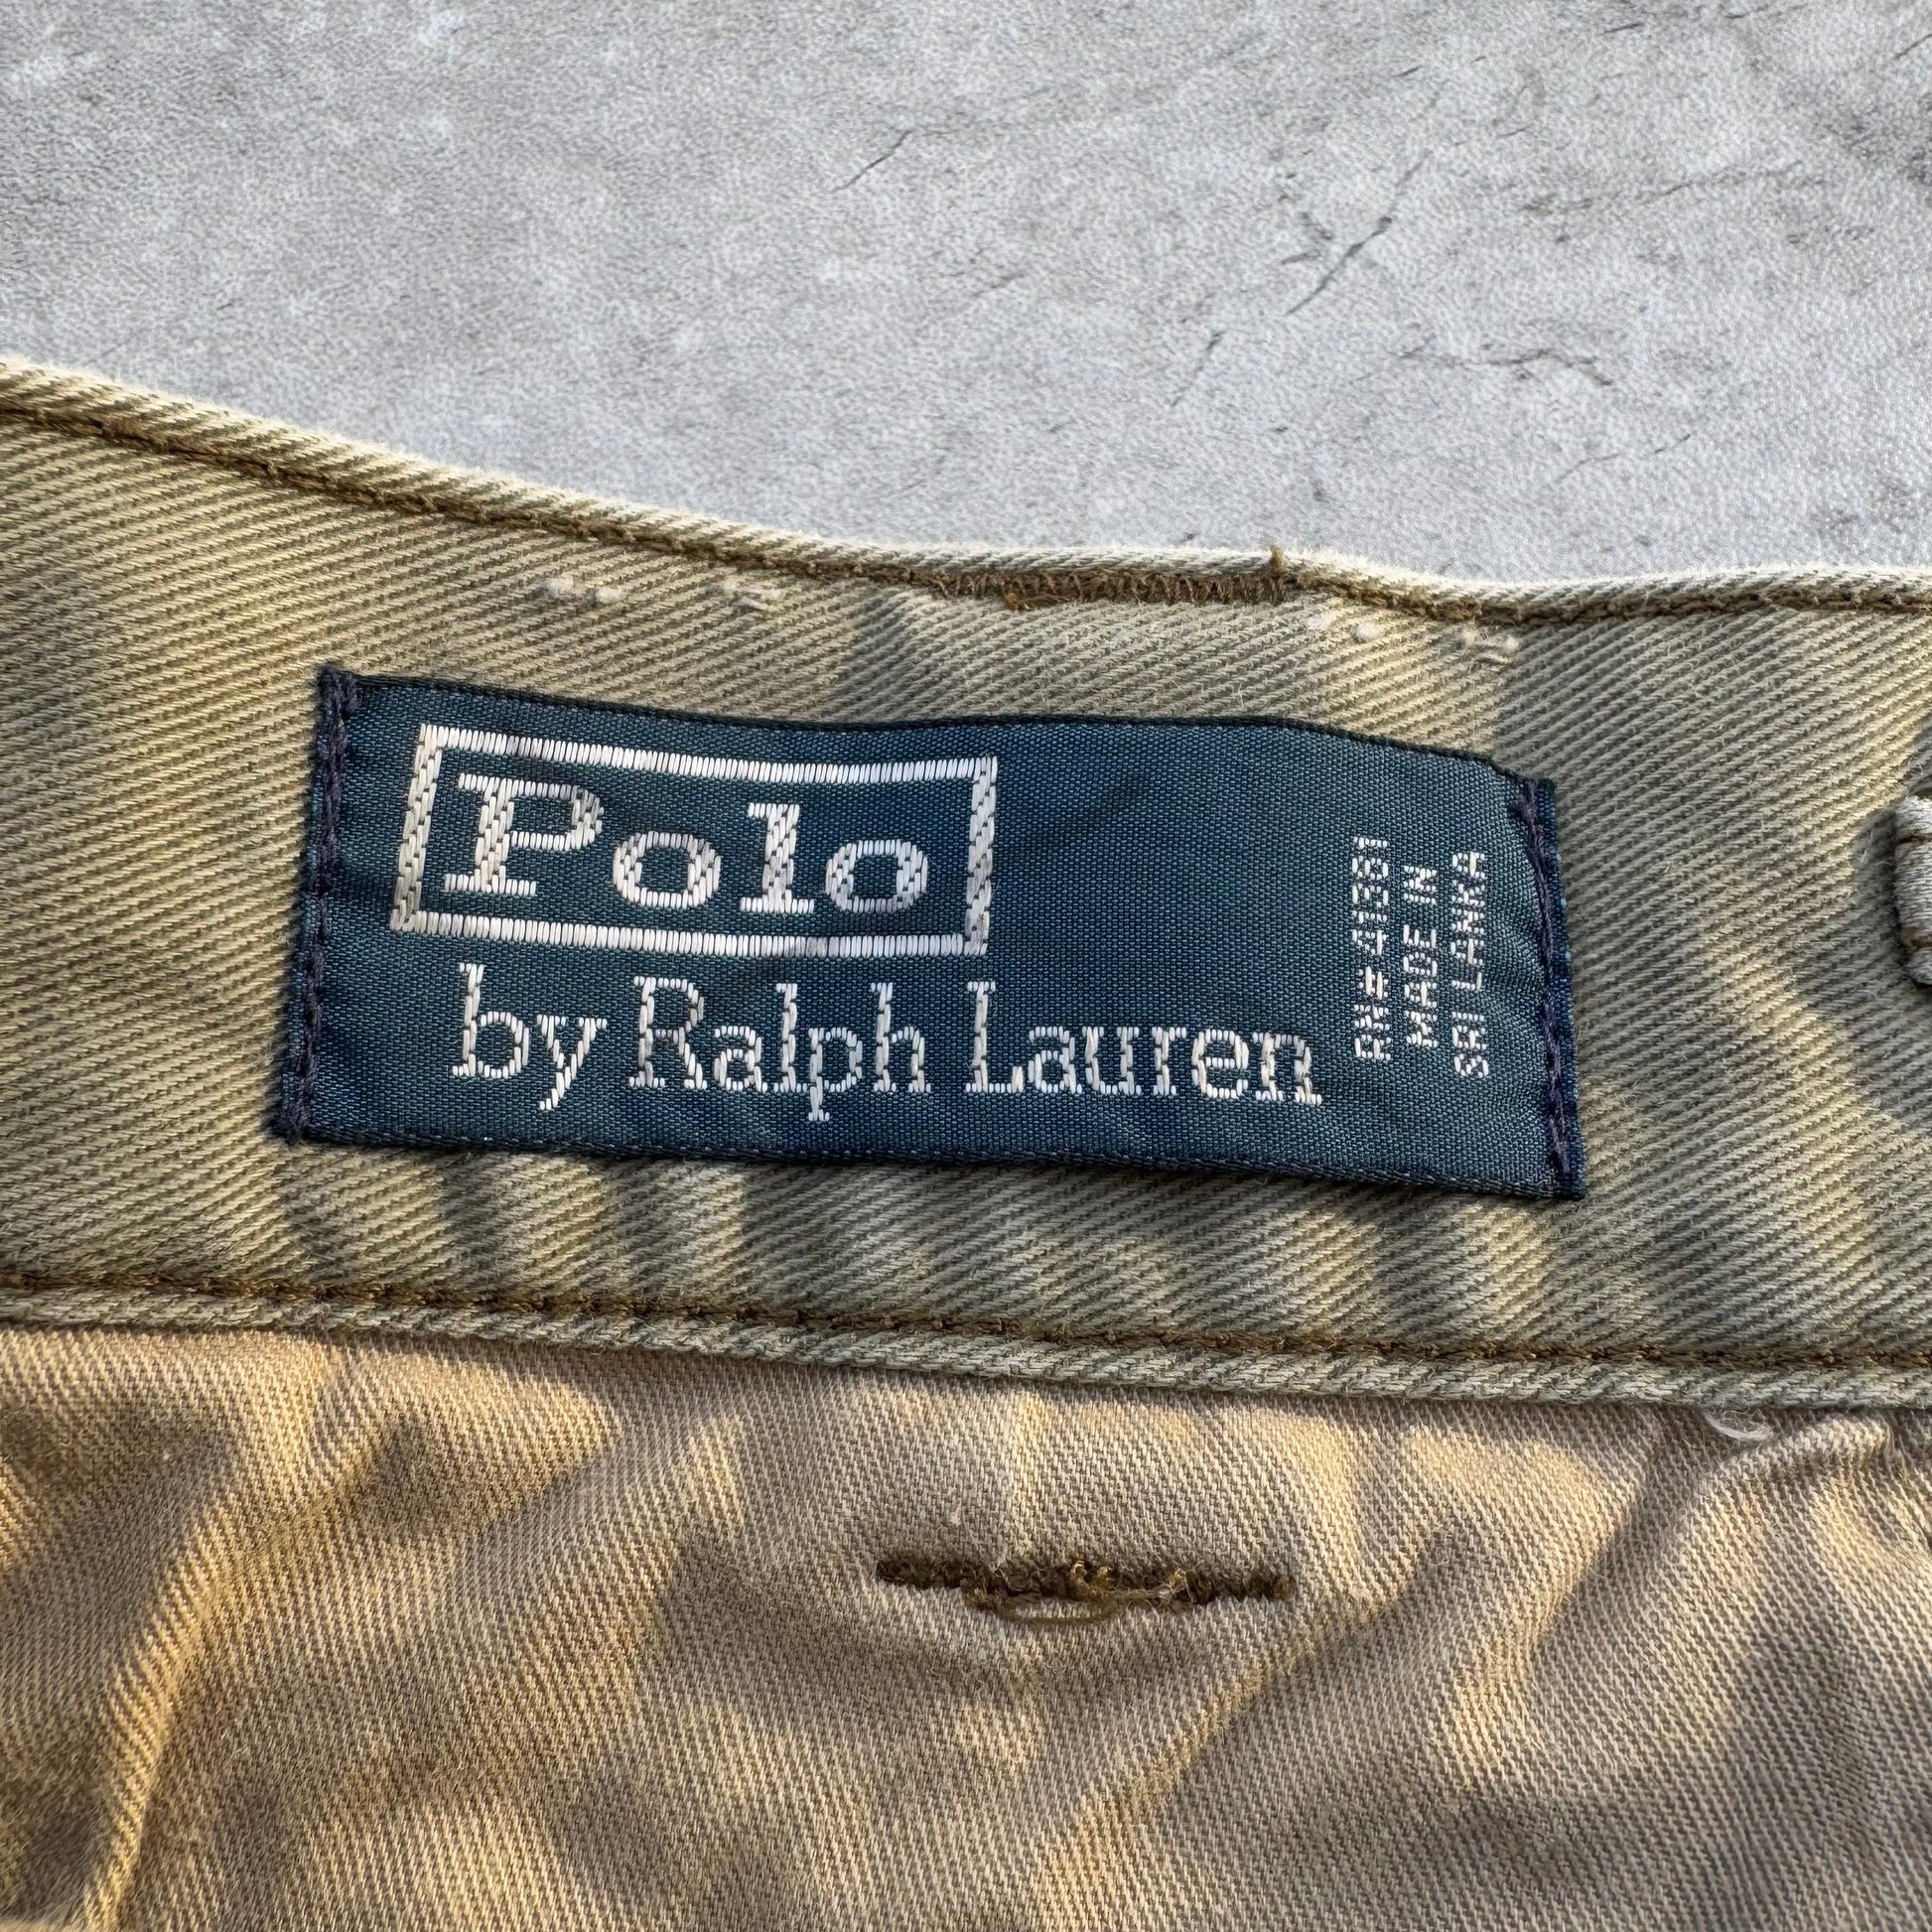 Polo
by Ralph Lauren
RN# 41381
MADE IN
SRI LANKA